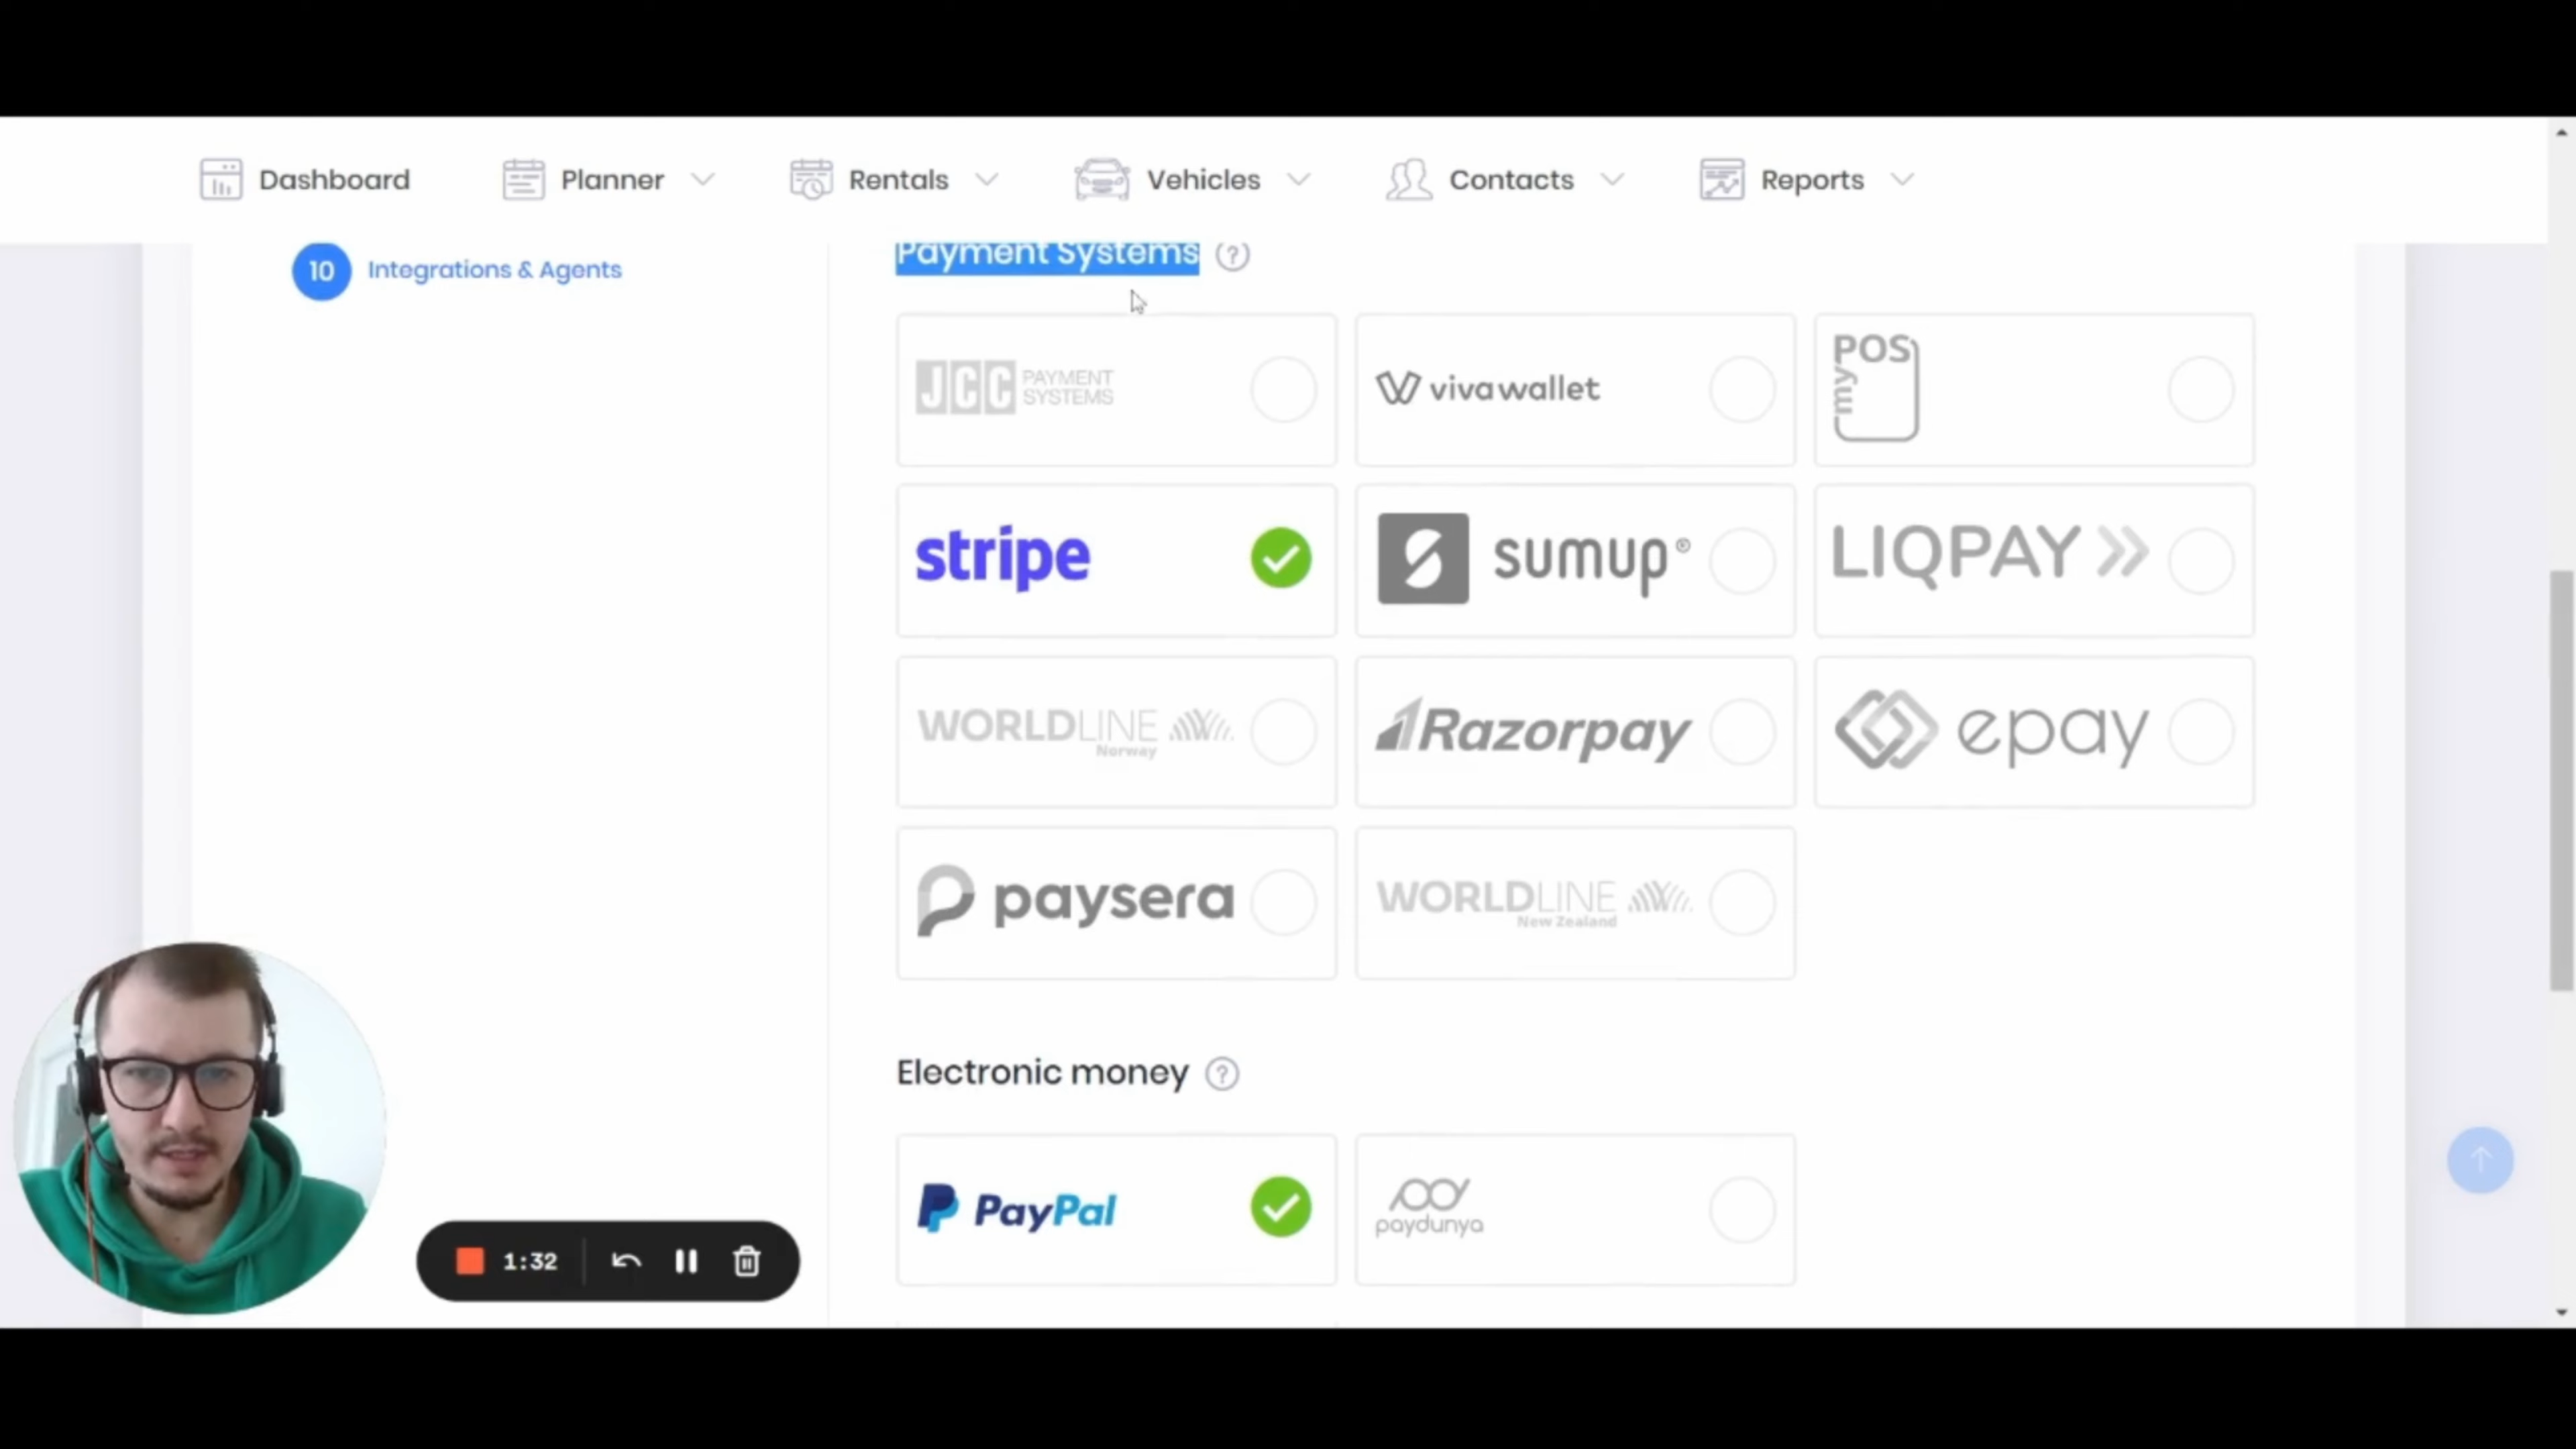 Dashboard
Planner
Rentals
Vehicles
Contacts
Reports
10 Integrations & Agents
Payment Systems ?
JCC PAYMENT SYSTEMS
vivawallet
myPOS
stripe
sumup®
LIQPAY
WORLDLINE
Norway
Razorpay
epay
paysera
WORLDLINE
New Zealand
Electronic money ?
PayPal
paydunya
1:32